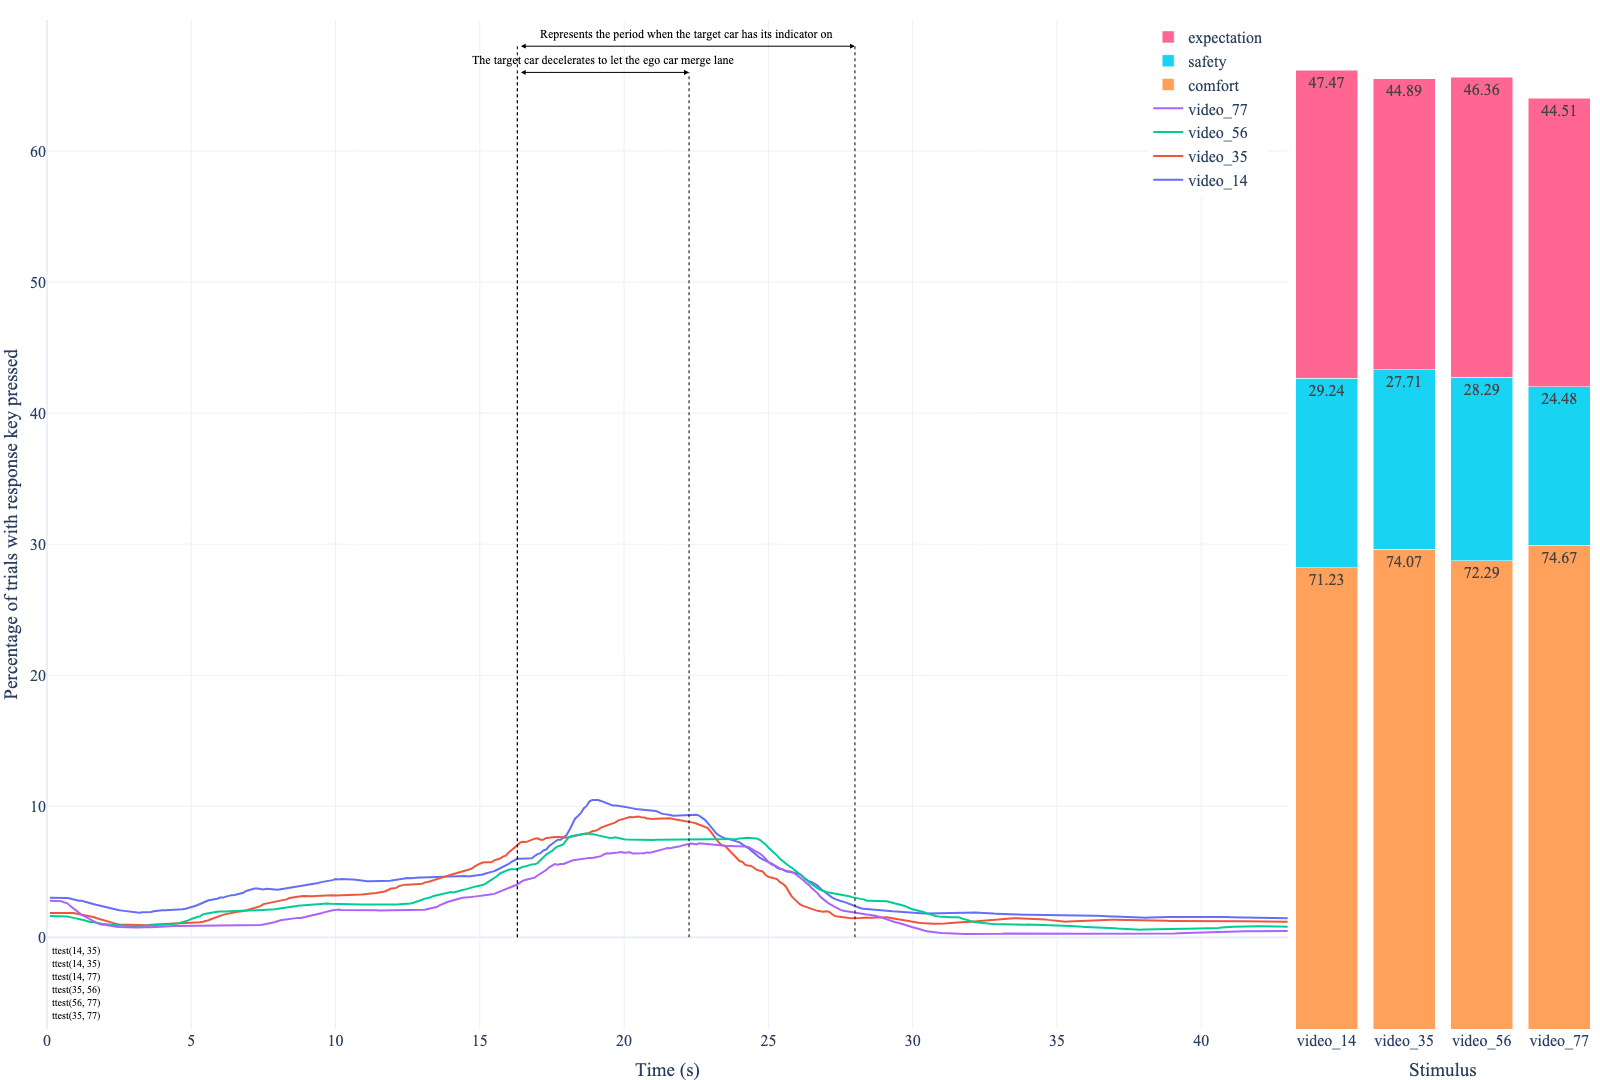 Represents the period when the target car has its indicator on
The target car decelerates to let the ego car merge lane
expectation
safety
comfort
video_77
video_56
video_35
video_14
Percentage of trials with response key pressed
60
50
40
30
20
10
0
ttest(14, 35)
ttest(14, 35)
ttest(14, 77)
ttest(35, 56)
ttest(56, 77)
ttest(35, 77)
0 5 10 15 20 25 30 35 40
Time (s)
47.47 44.89 46.36 44.51
29.24 27.71 28.29 24.48
71.23 74.07 72.29 74.67
video_14 video_35 video_56 video_77
Stimulus